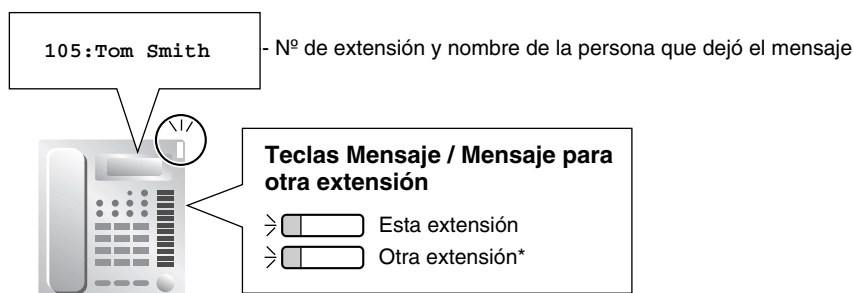 105:Tom Smith
- Nº de extensión y nombre de la persona que dejó el mensaje
Teclas Mensaje / Mensaje para
otra extensión
Esta extensión
Otra extensión*